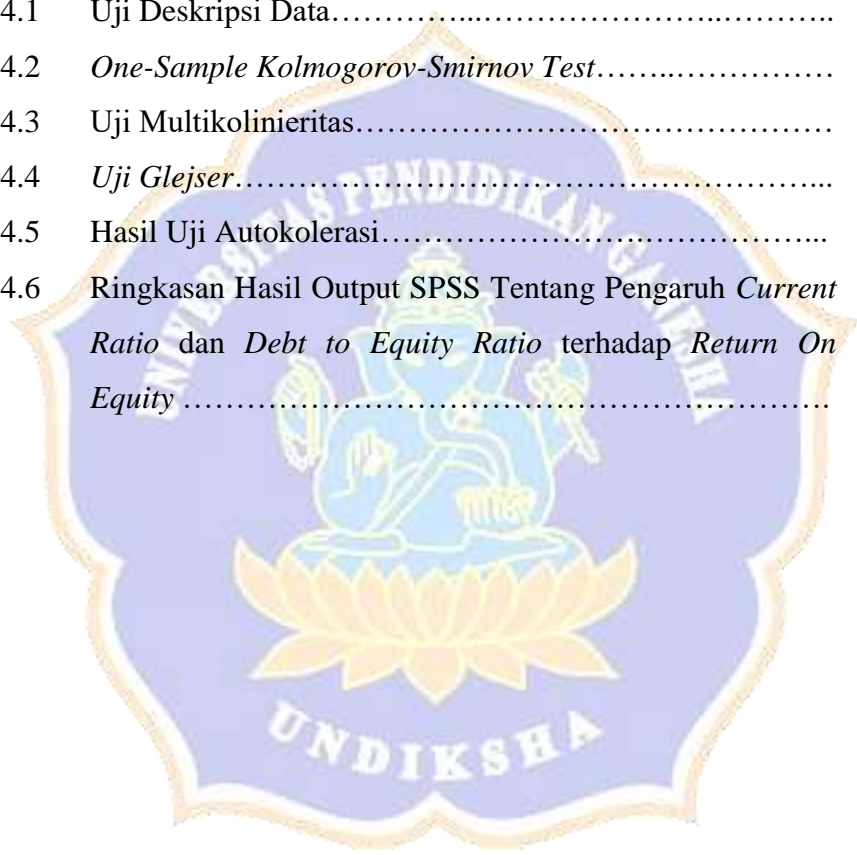 4.1 Uji Deskripsi Data…………...…………………..………..
4.2 One-Sample Kolmogorov-Smirnov Test……..……………
4.3 Uji Multikolinieritas………………………………………
4.4 Uji Glejser……………………………….………………...
4.5 Hasil Uji Autokolerasi…………………….……………...
4.6 Ringkasan Hasil Output SPSS Tentang Pengaruh Current
Ratio dan Debt to Equity Ratio terhadap Return On
Equity …………………………………………………….
UNIVERSITAS PENDIDIKAN GANESHA
UNDIKSHA